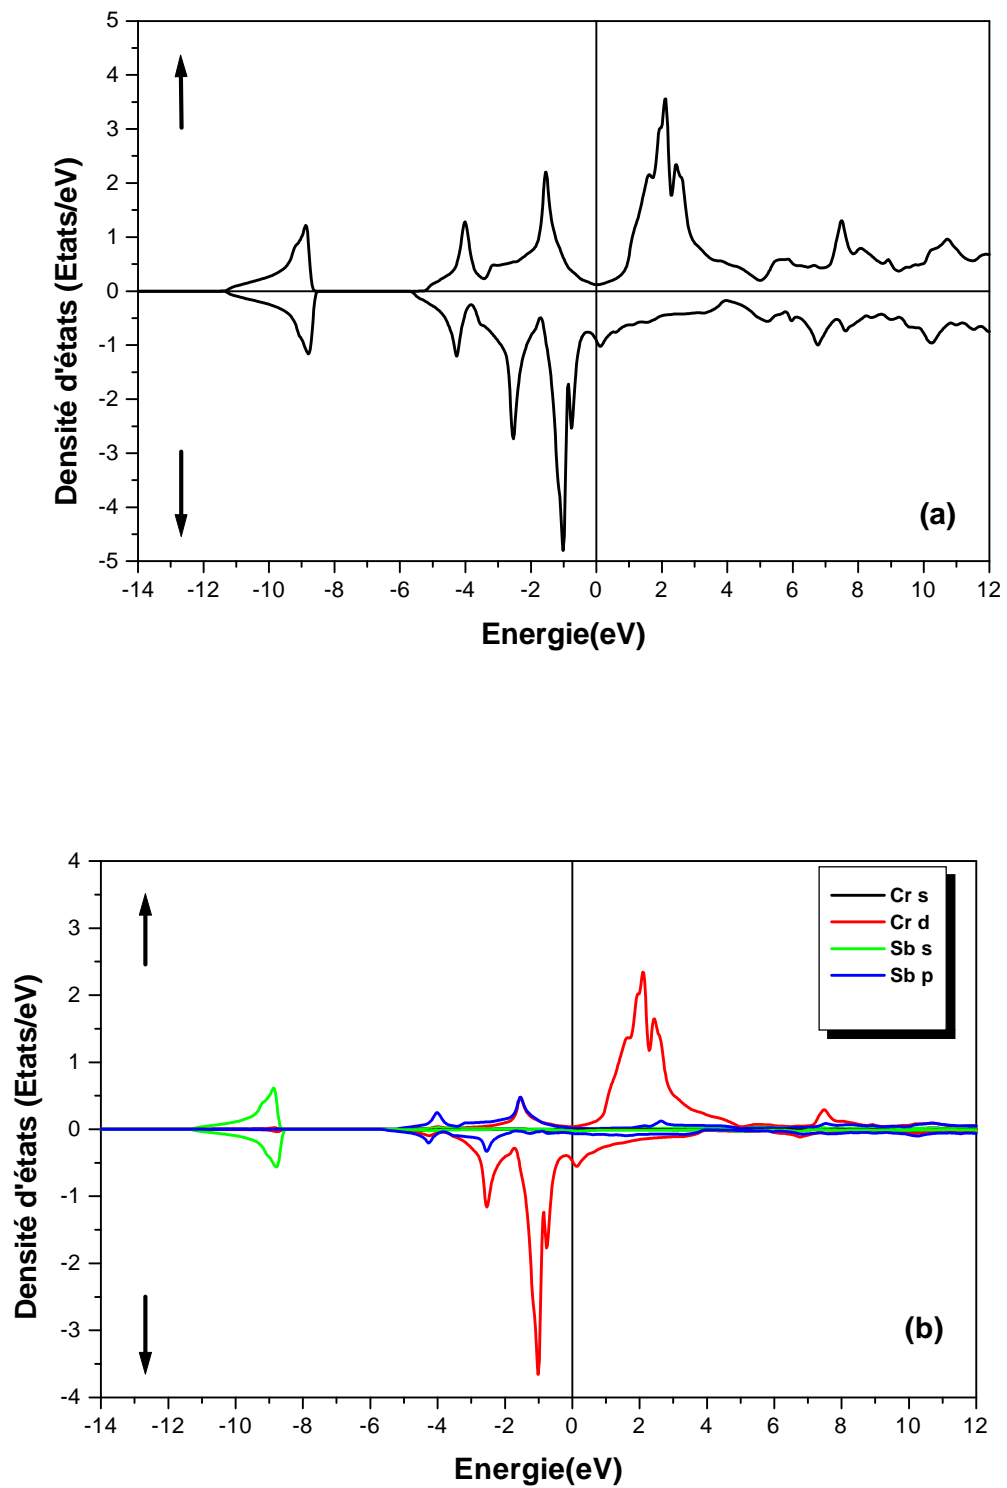 5
4
3
2
1
0
-1
-2
-3
-4
-5
Densité d'états (Etats/eV)
(a)
-14 -12 -10 -8 -6 -4 -2 0 2 4 6 8 10 12
Energie(eV)
4
3
2
1
0
-1
-2
-3
-4
Densité d'états (Etats/eV)
Cr s
Cr d
Sb s
Sb p
(b)
-14 -12 -10 -8 -6 -4 -2 0 2 4 6 8 10 12
Energie(eV)